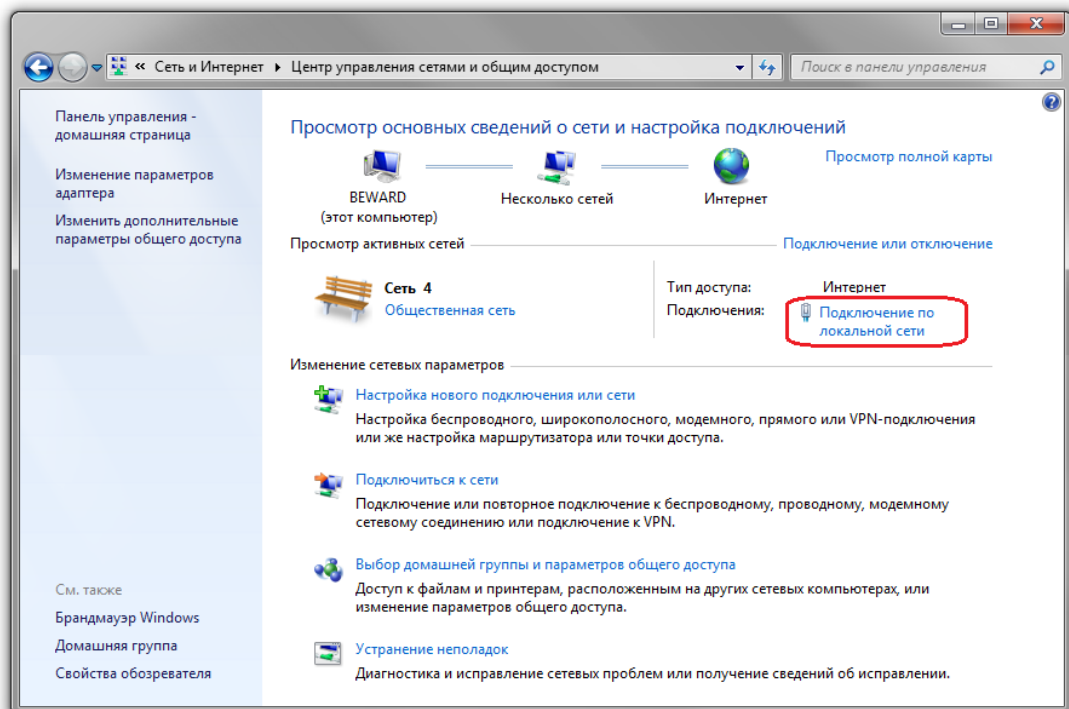 « Сеть и Интернет ▸ Центр управления сетями и общим доступом
Поиск в панели управления
Панель управления -
домашняя страница
Изменение параметров
адаптера
Изменить дополнительные
параметры общего доступа
См. также
Брандмауэр Windows
Домашняя группа
Свойства обозревателя
Просмотр основных сведений о сети и настройка подключений
Просмотр полной карты
BEWARD
(этот компьютер)
Несколько сетей
Интернет
Просмотр активных сетей
Подключение или отключение
Сеть 4
Общественная сеть
Тип доступа: Интернет
Подключения: Подключение по
локальной сети
Изменение сетевых параметров
Настройка нового подключения или сети
Настройка беспроводного, широкополосного, модемного, прямого или VPN-подключения
или же настройка маршрутизатора или точки доступа.
Подключиться к сети
Подключение или повторное подключение к беспроводному, проводному, модемному
сетевому соединению или подключение к VPN.
Выбор домашней группы и параметров общего доступа
Доступ к файлам и принтерам, расположенным на других сетевых компьютерах, или
изменение параметров общего доступа.
Устранение неполадок
Диагностика и исправление сетевых проблем или получение сведений об исправлении.